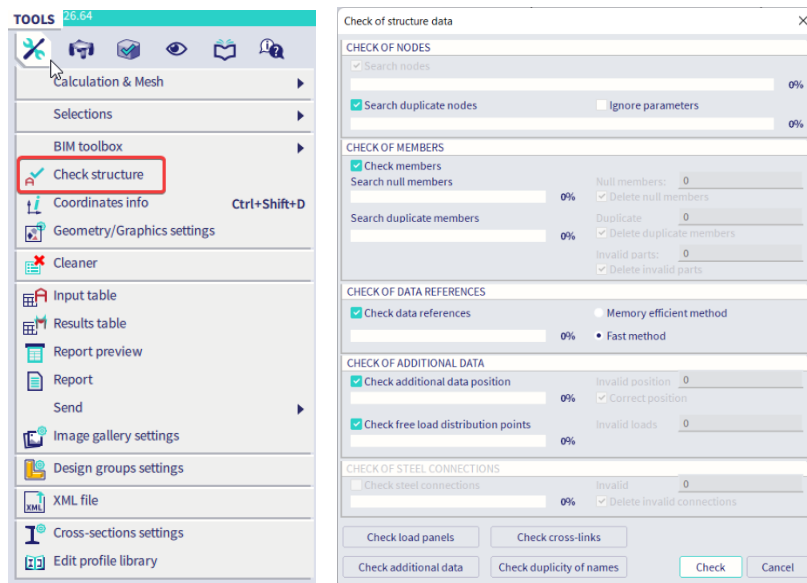 TOOLS 26.64
Calculation & Mesh
Selections
BIM toolbox
Check structure
Coordinates info Ctrl+Shift+D
Geometry/Graphics settings
Cleaner
Input table
Results table
Report preview
Report
Send
Image gallery settings
Design groups settings
XML XML file
Cross-sections settings
Edit profile library
Check of structure data
CHECK OF NODES
Search nodes
0%
Search duplicate nodes Ignore parameters
0%
CHECK OF MEMBERS
Check members
Search null members Null members: 0
0% Delete null members
Search duplicate members Duplicate 0
0% Delete duplicate members
Invalid parts: 0
Delete invalid parts
CHECK OF DATA REFERENCES
Check data references Memory efficient method
0% Fast method
CHECK OF ADDITIONAL DATA
Check additional data position Invalid position 0
0% Correct position
Check free load distribution points Invalid loads 0
0%
CHECK OF STEEL CONNECTIONS
Check steel connections Invalid 0
0% Delete invalid connections
Check load panels Check cross-links
Check additional data Check duplicity of names Check Cancel